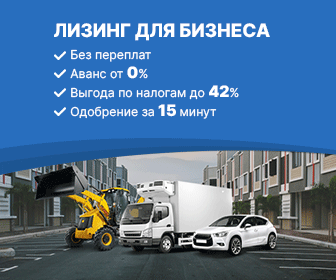 ЛИЗИНГ ДЛЯ БИЗНЕСА
Без переплат
Аванс от 0%
Выгода по налогам до 42%
Одобрение за 15 минут